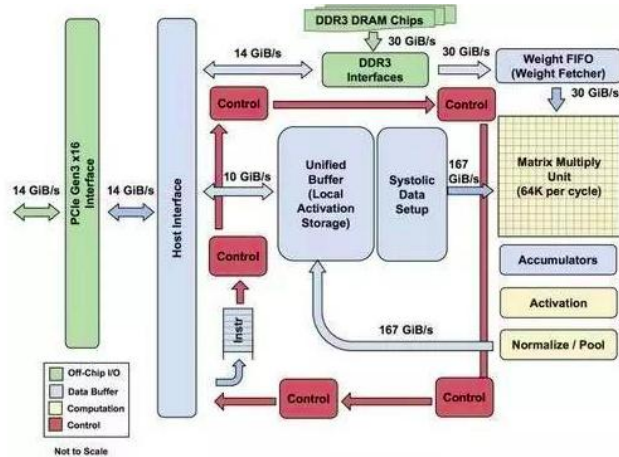 DDR3 DRAM Chips
14 GiB/s
30 GiB/s
30 GiB/s
DDR3
Interfaces
Weight FIFO
(Weight Fetcher)
30 GiB/s
Control
Control
14 GiB/s
PCIe Gen3 x16
Interface
14 GiB/s
Host Interface
10 GiB/s
Unified
Buffer
(Local
Activation
Storage)
Systolic
Data
Setup
167
GiB/s
Matrix Multiply
Unit
(64K per cycle)
Control
Accumulators
Activation
Instr
167 GiB/s
Normalize / Pool
Off-Chip I/O
Data Buffer
Computation
Control
Control
Control
Control
Not to Scale